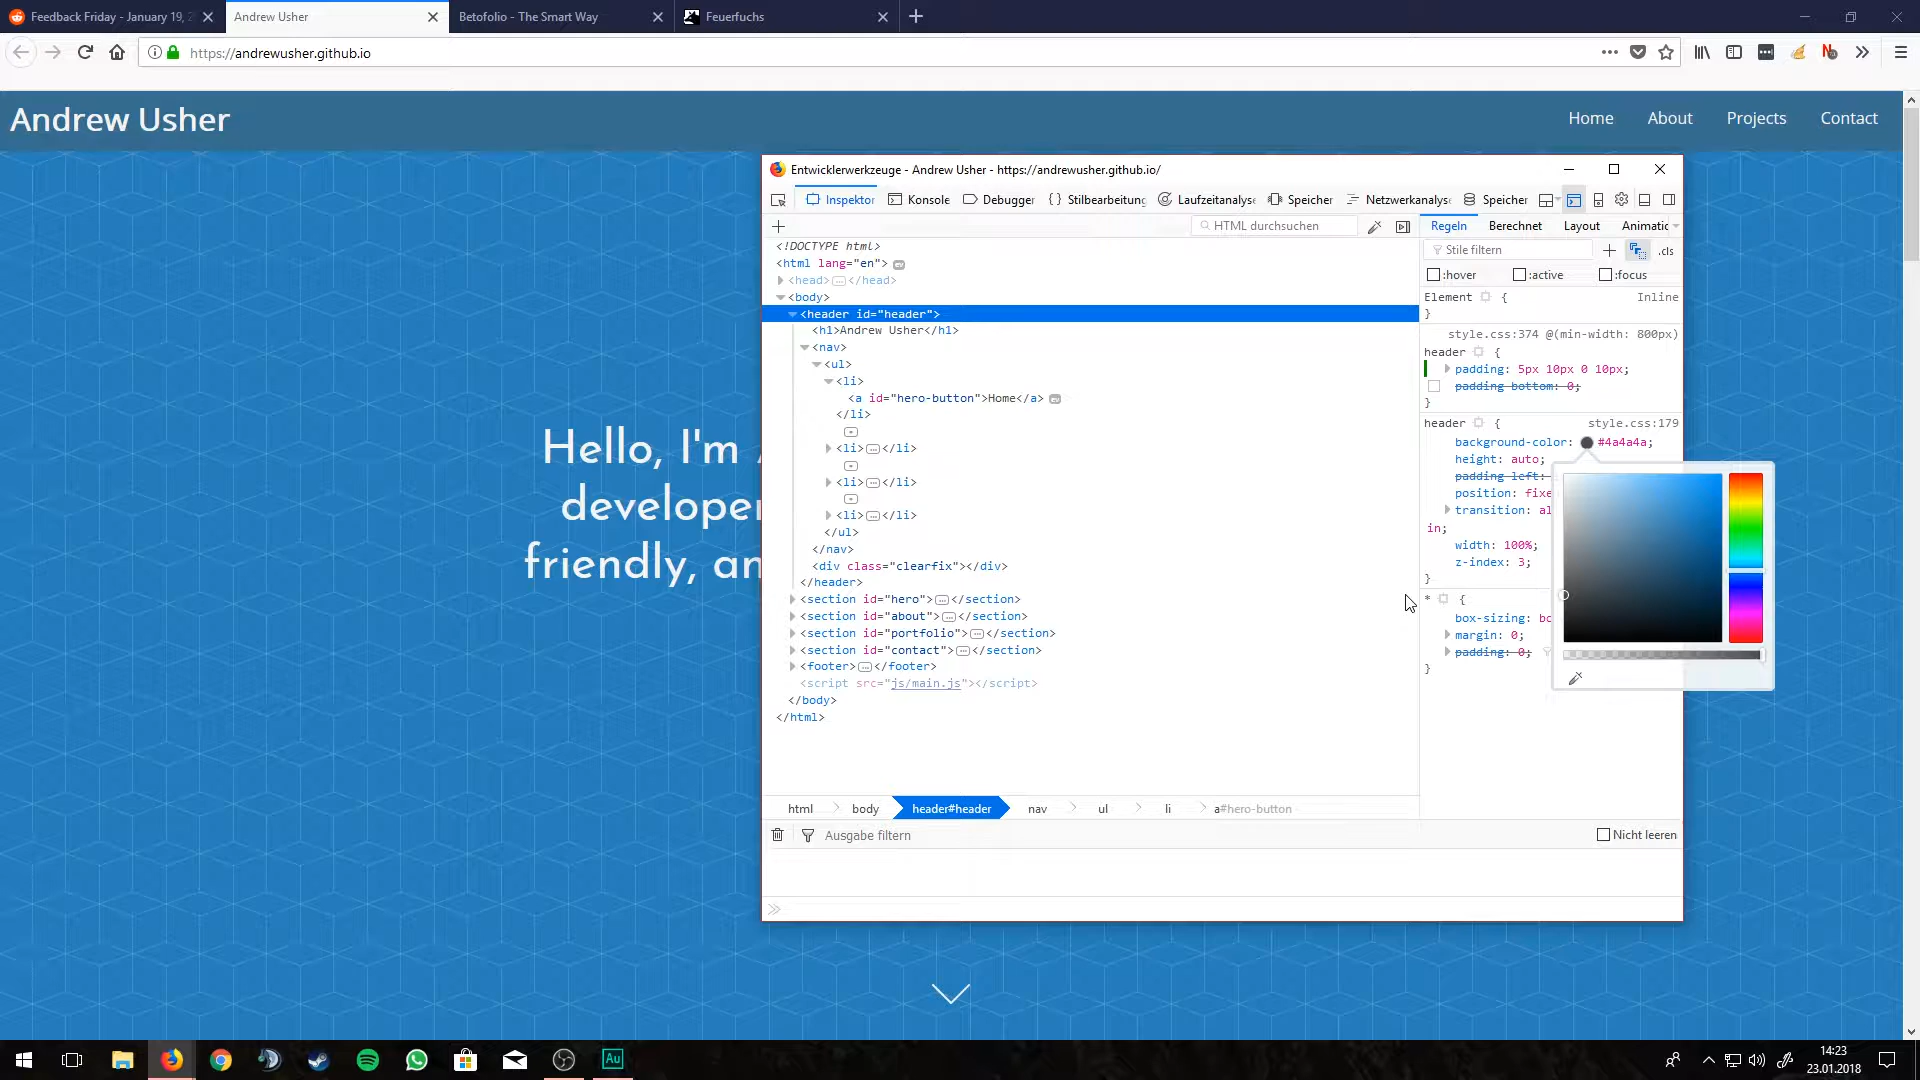 Feedback Friday - January 19, 2
Andrew Usher
Betofolio - The Smart Way
Feuerfuchs
https://andrewusher.github.io
Andrew Usher
Home
About
Projects
Contact
Hello, I'm
developer
friendly, an
Entwicklerwerkzeuge - Andrew Usher - https://andrewusher.github.io/
Inspektor
Konsole
Debugger
Stilbearbeitung
Laufzeitanalyse
Speicher
Netzwerkanalyse
Speicher
HTML durchsuchen
Regeln
Berechnet
Layout
Animatic
Stile filtern
.cls
:hover
:active
:focus
<!DOCTYPE html>
<html lang="en"> ev
<head></head>
<body>
<header id="header">
<h1>Andrew Usher</h1>
<nav>
<ul>
<li>
<a id="hero-button">Home</a> ev
</li>
<li></li>
<li></li>
<li></li>
</ul>
</nav>
<div class="clearfix"></div>
</header>
<section id="hero"></section>
<section id="about"></section>
<section id="portfolio"></section>
<section id="contact"></section>
<footer></footer>
<script src="js/main.js"></script>
</body>
</html>
Element { Inline
}
style.css:374 @(min-width: 800px)
header {
padding: 5px 10px 0 10px;
padding-bottom: 0;
}
header { style.css:179
background-color: #4a4a4a;
height: auto;
padding-left:
position: fixe
transition: al
in;
width: 100%;
z-index: 3;
}
* {
box-sizing: bo
margin: 0;
padding: 0;
}
html
body
header#header
nav
ul
li
a#hero-button
Ausgabe filtern
Nicht leeren
Au
14:23
23.01.2018